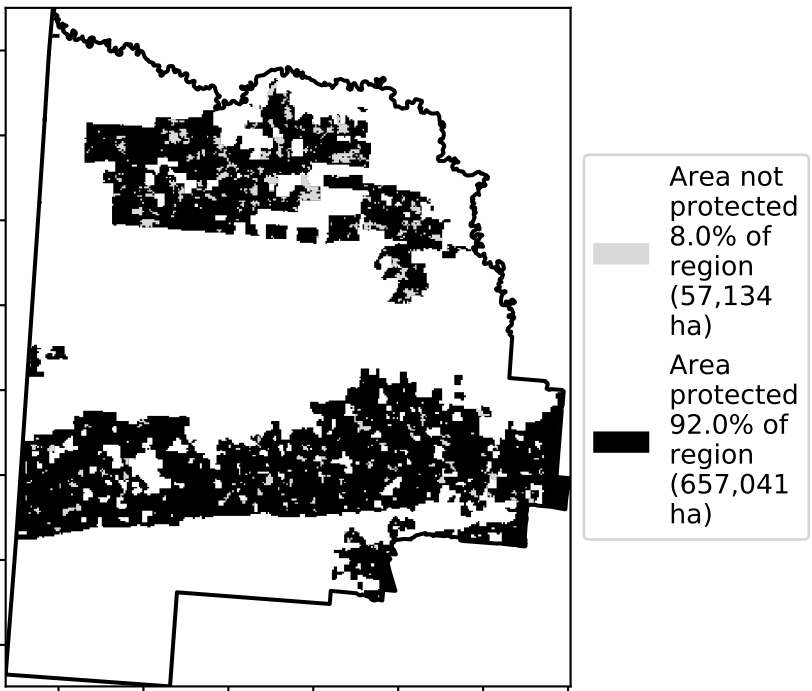 Area not
protected
8.0% of
region
(57,134
ha)
Area
protected
92.0% of
region
(657,041
ha)